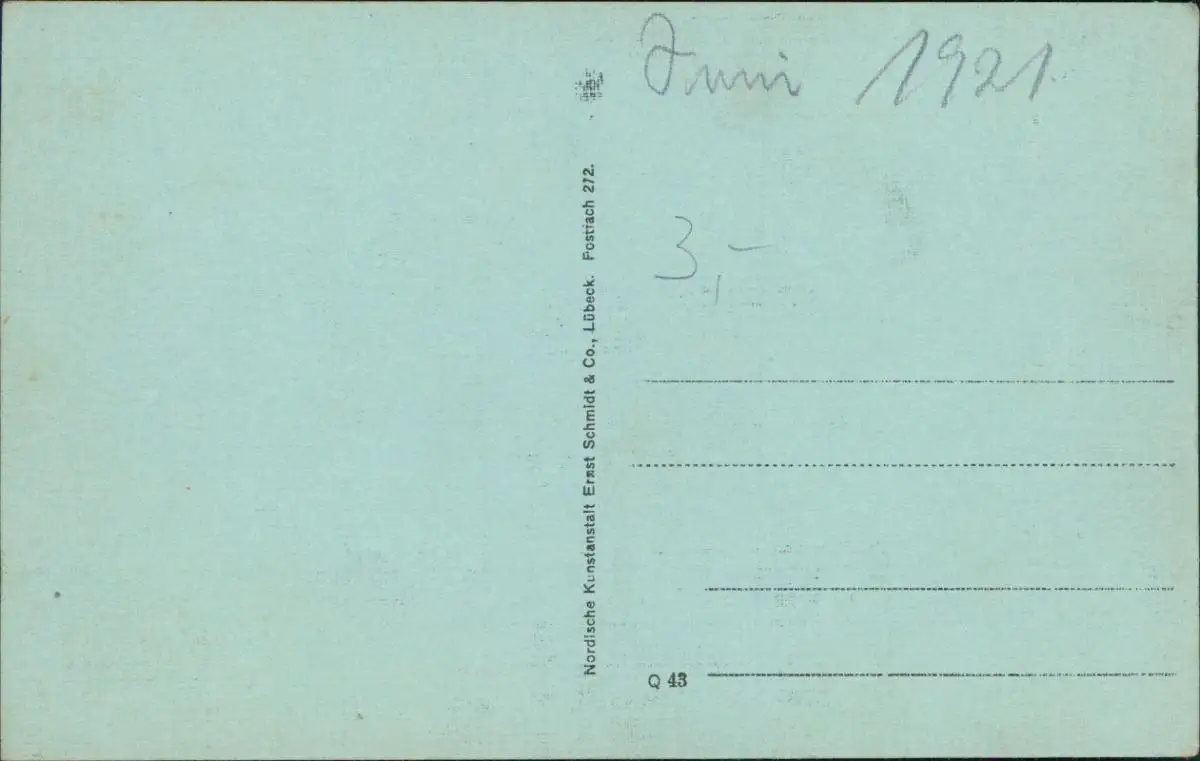 Juni 1921.
3,-
Nordische Kunstanstalt Ernst Schmidt & Co., Lübeck. Postfach 272.
Q 43